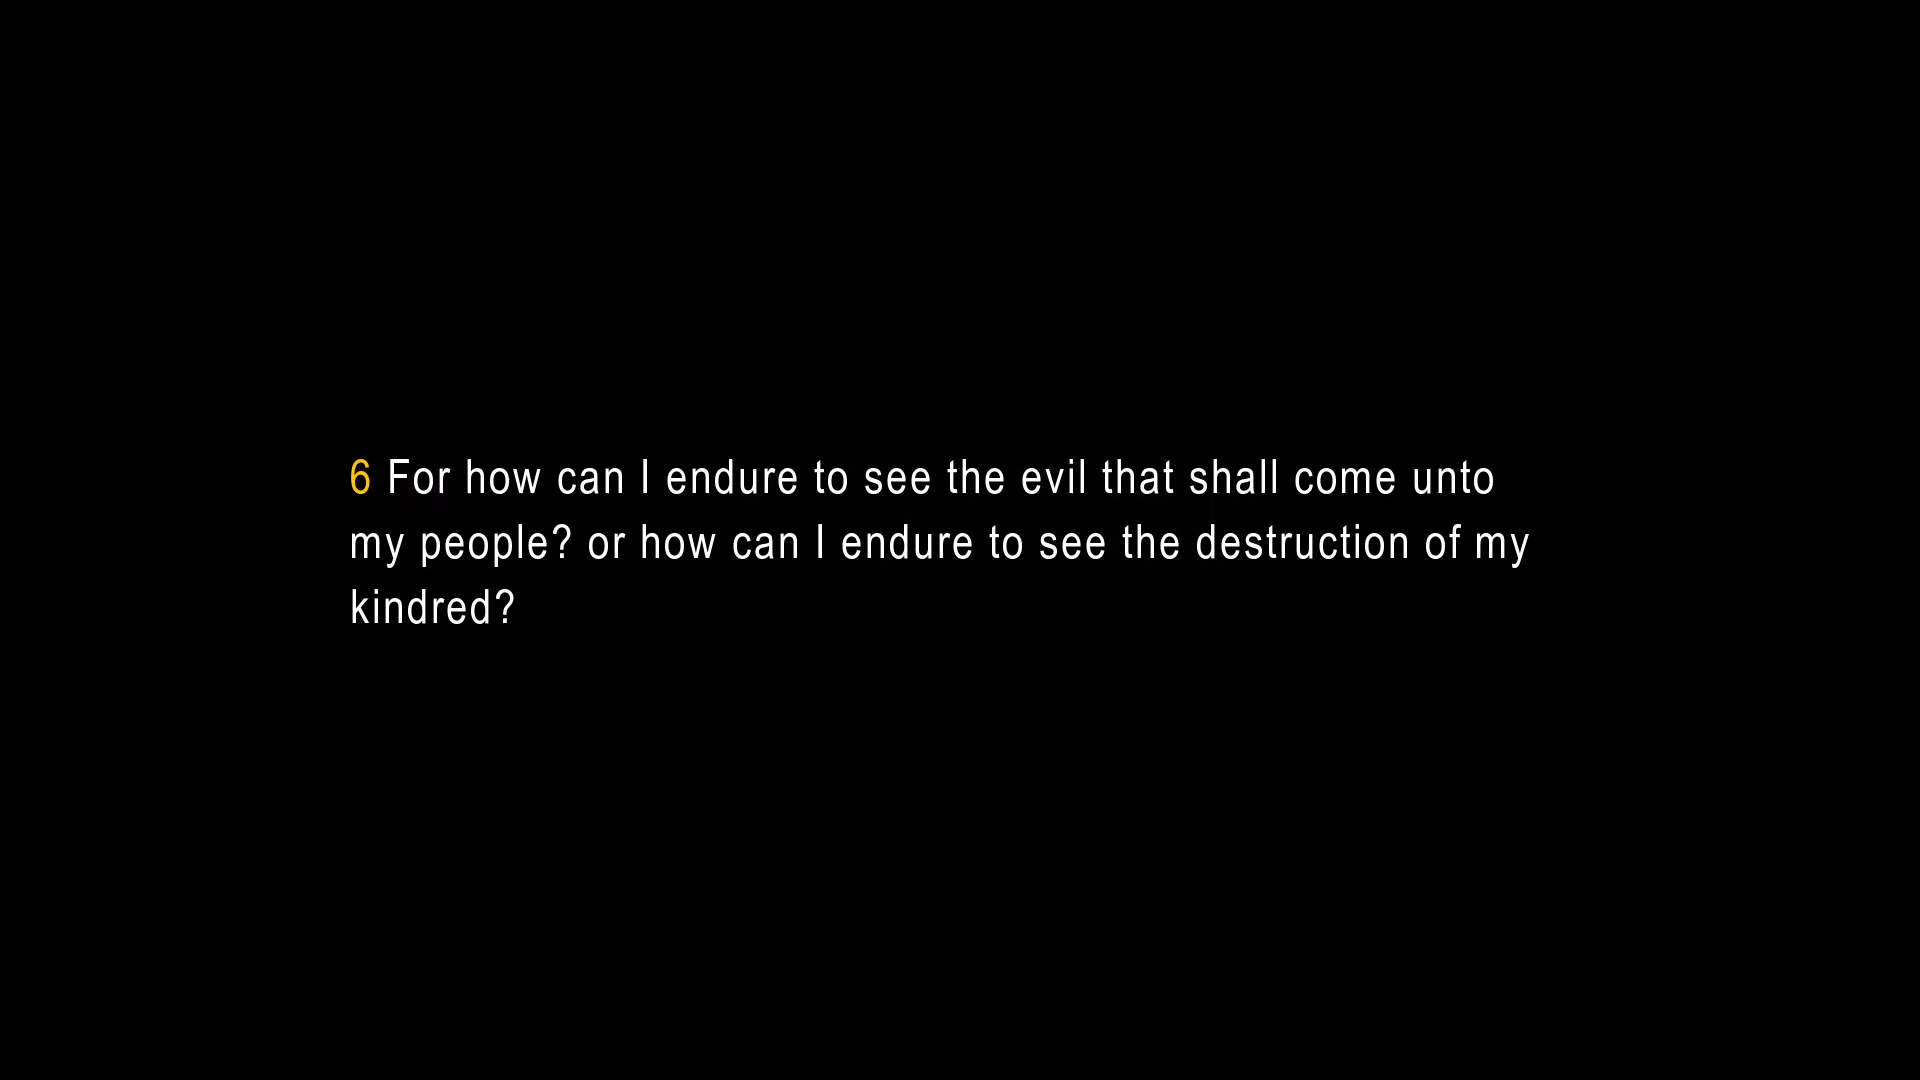 6 For how can I endure to see the evil that shall come unto
my people? or how can I endure to see the destruction of my
kindred?